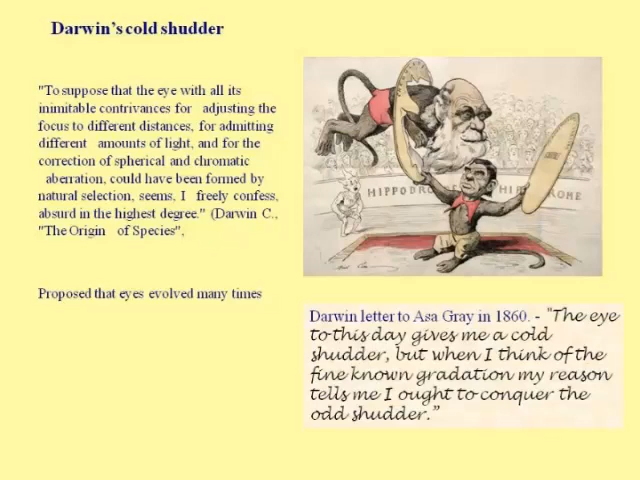 Darwin's cold shudder
"To suppose that the eye with all its
inimitable contrivances for adjusting the
focus to different distances, for admitting
different amounts of light, and for the
correction of spherical and chromatic
aberration, could have been formed by
natural selection, seems, I freely confess,
absurd in the highest degree." (Darwin C.,
"The Origin of Species",
Proposed that eyes evolved many times
HIPPODRO
HIP
ROME
Darwin letter to Asa Gray in 1860. - "The eye
to this day gives me a cold
shudder, but when I think of the
fine known gradation my reason
tells me I ought to conquer the
odd shudder."